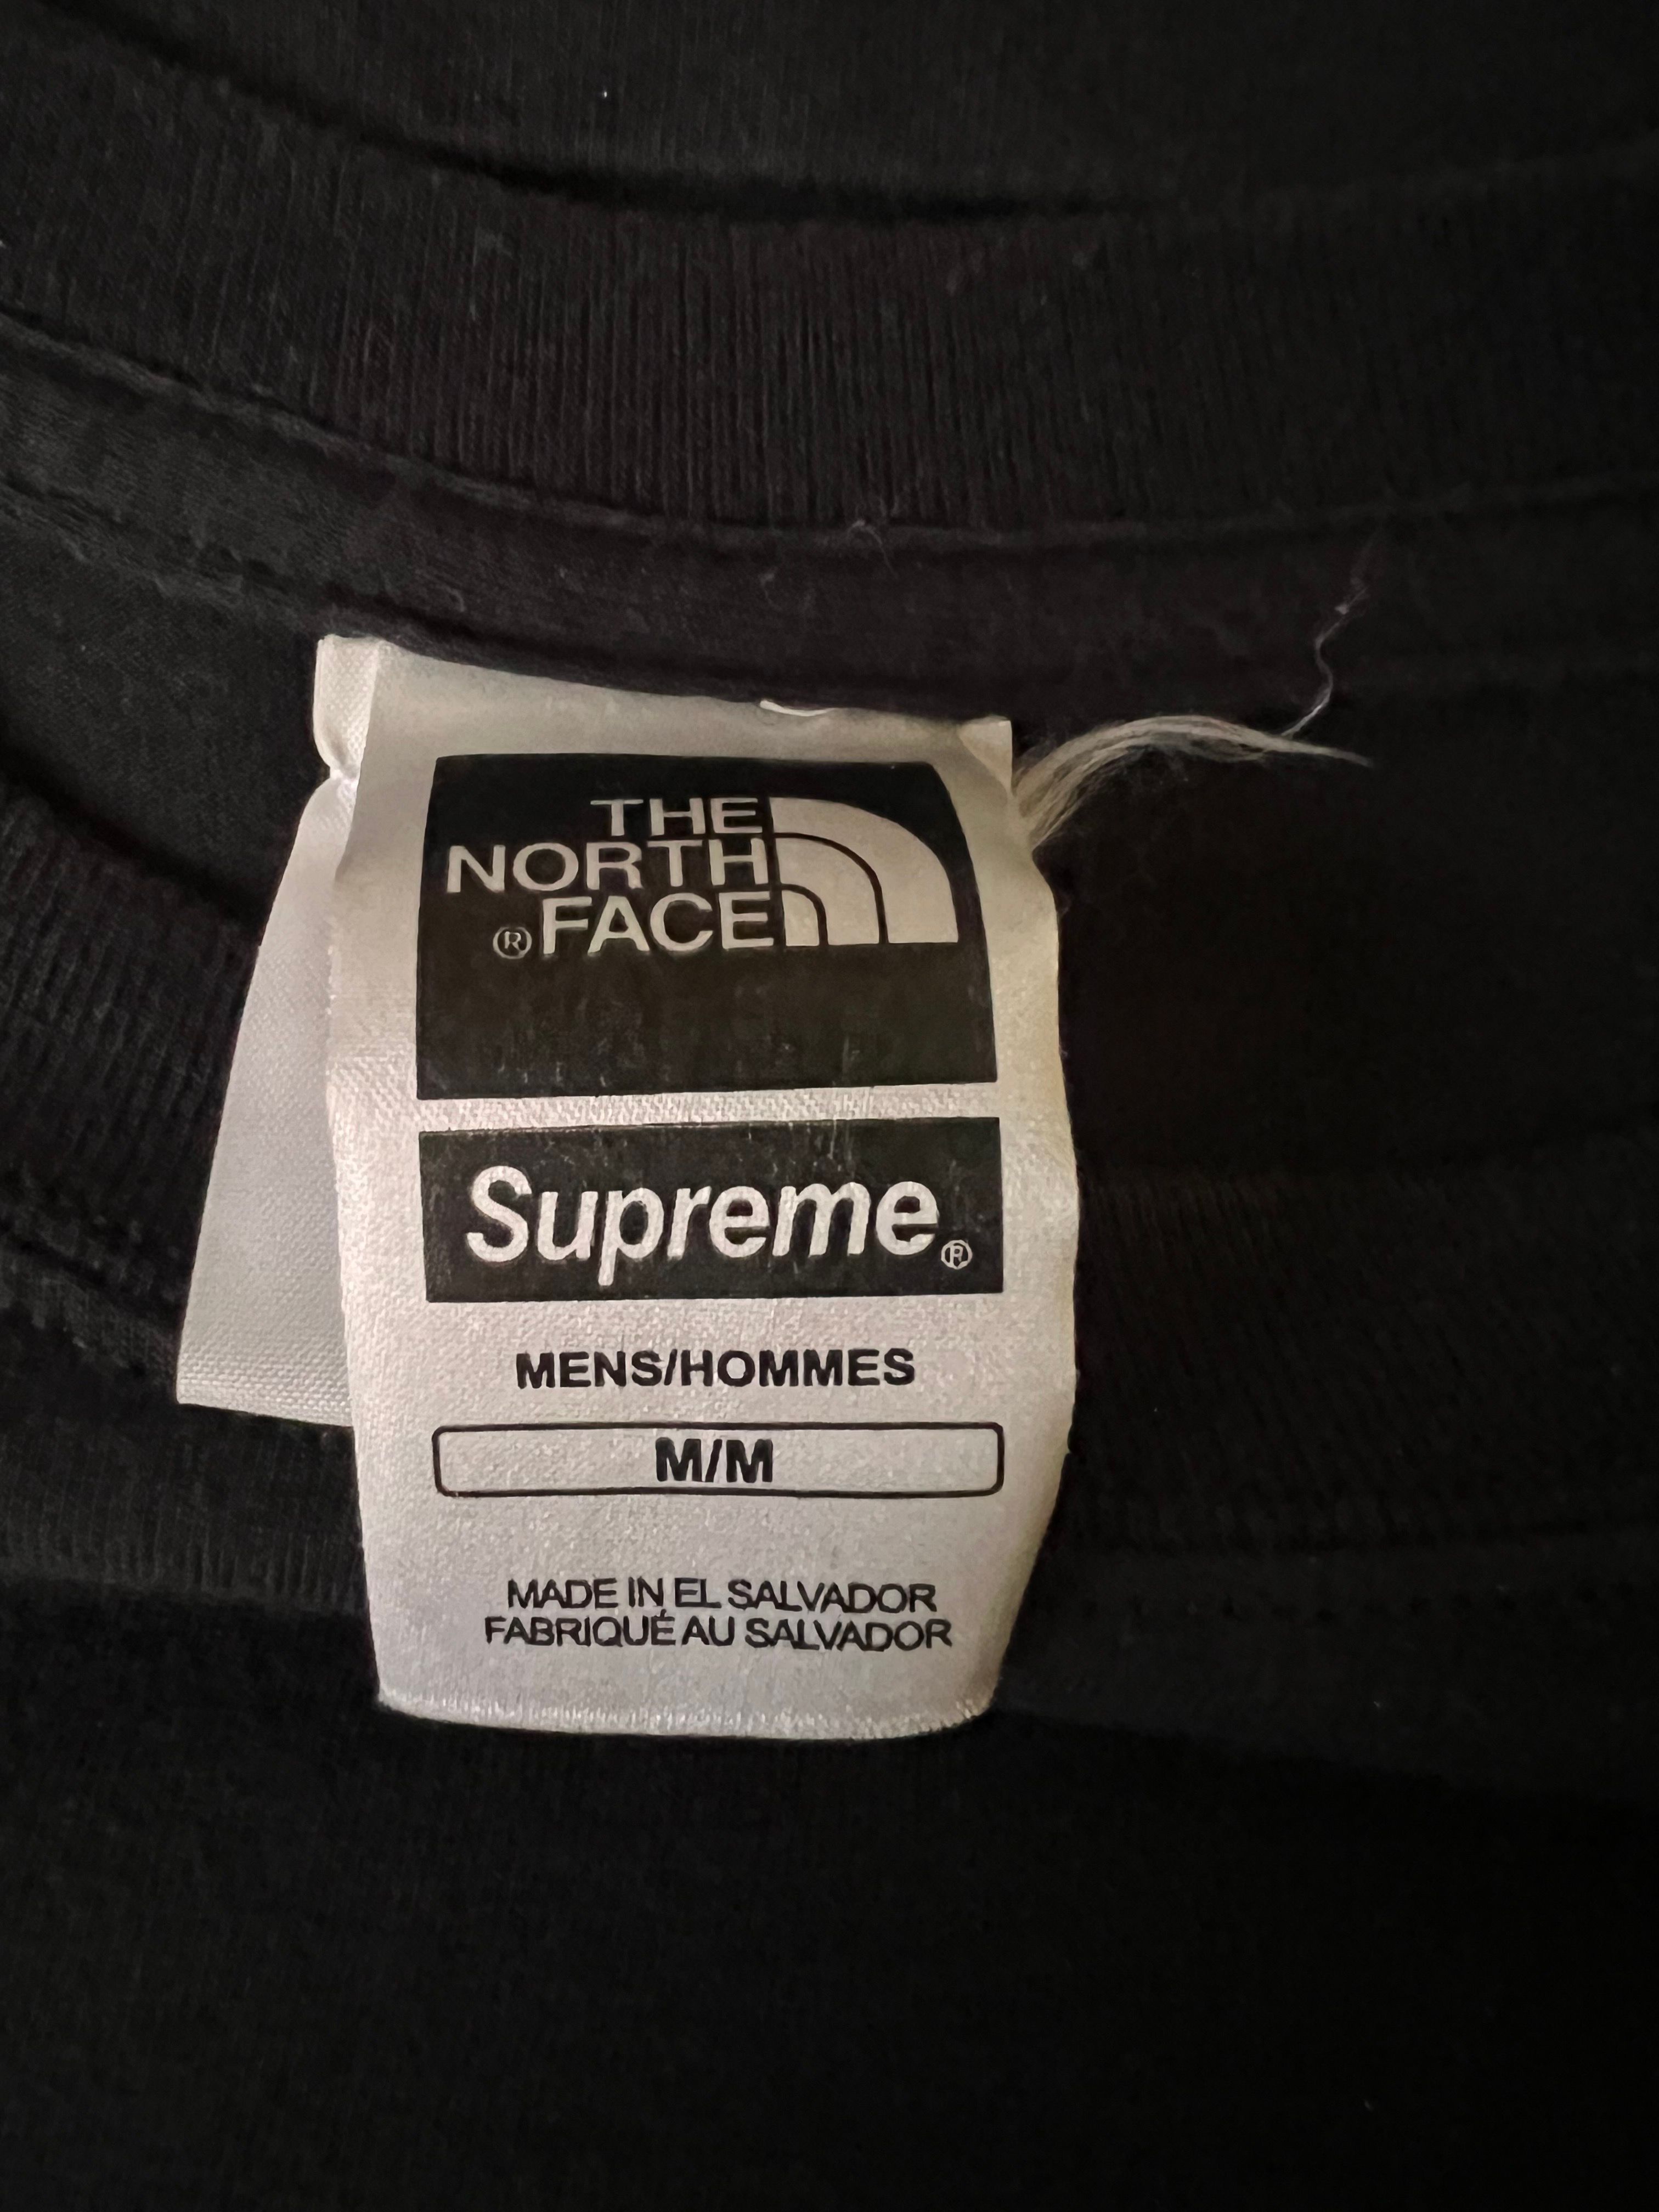 THE
NORTH
®FACE
Supreme®
MENS/HOMMES
M/M
MADE IN EL SALVADOR
FABRIQUÉ AU SALVADOR